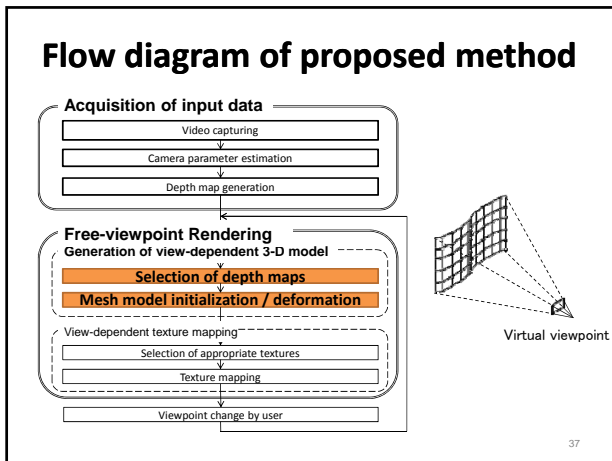 Flow diagram of proposed method
Acquisition of input data
Video capturing
Camera parameter estimation
Depth map generation
Free-viewpoint Rendering
Generation of view-dependent 3-D model
Selection of depth maps
Mesh model initialization / deformation
View-dependent texture mapping
Selection of appropriate textures
Texture mapping
Viewpoint change by user
Virtual viewpoint
37